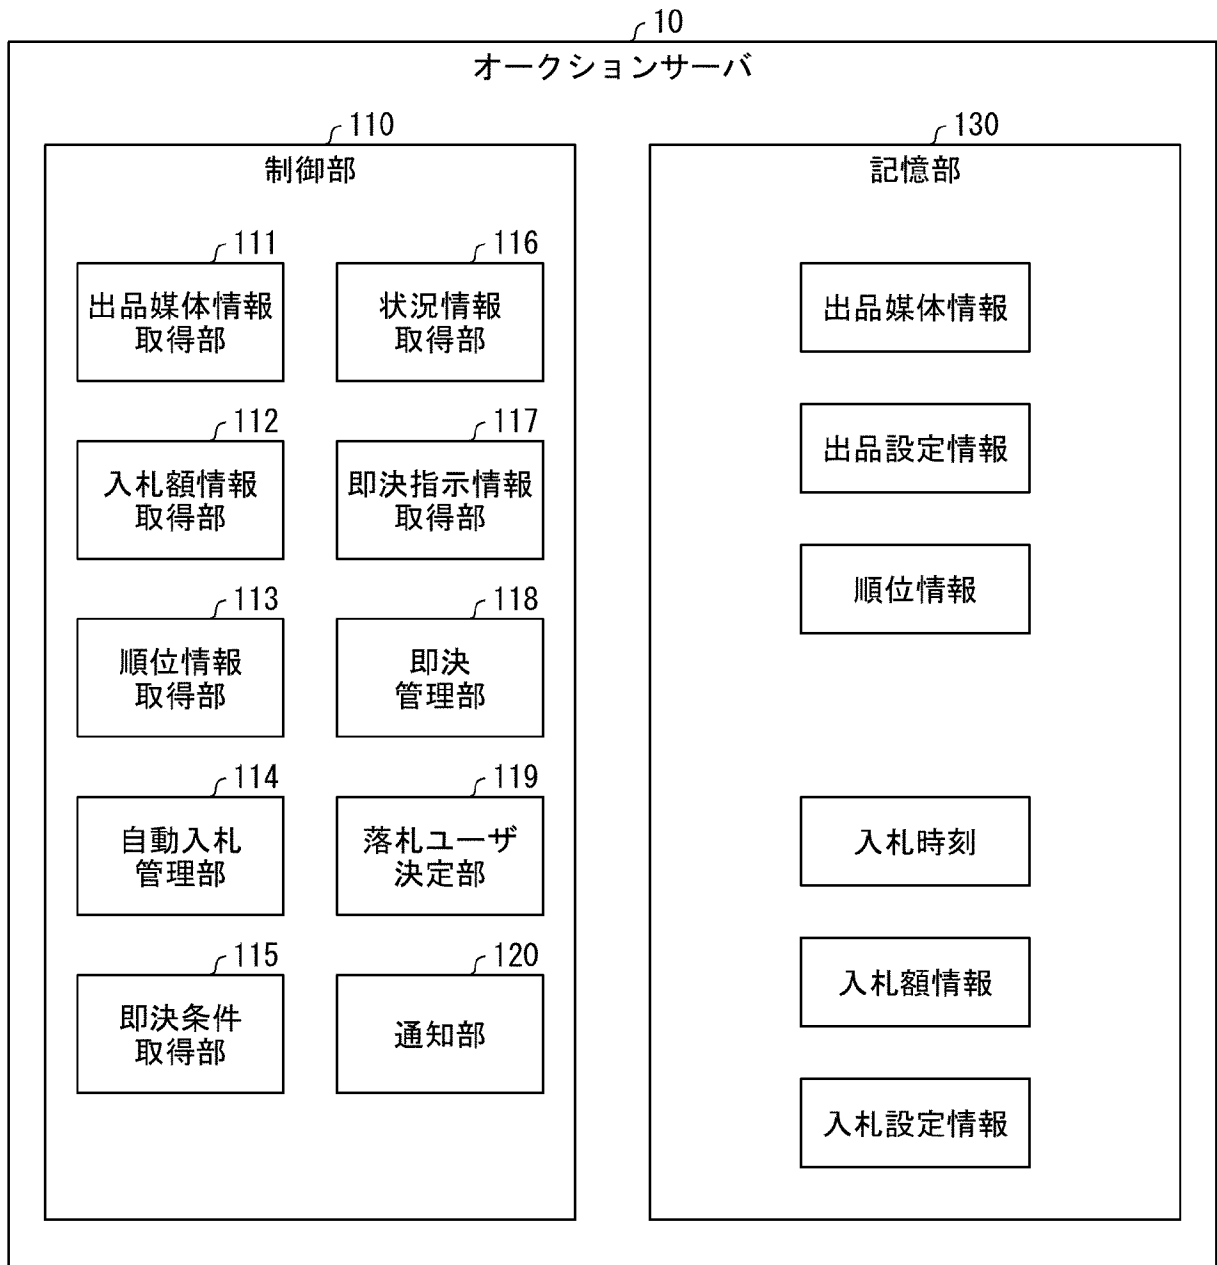 10
オークションサーバ
110
制御部
111
出品媒体情報
取得部
116
状況情報
取得部
112
入札額情報
取得部
117
即決指示情報
取得部
113
順位情報
取得部
118
即決
管理部
114
自動入札
管理部
119
落札ユーザ
決定部
115
即決条件
取得部
120
通知部
130
記憶部
出品媒体情報
出品設定情報
順位情報
入札時刻
入札額情報
入札設定情報